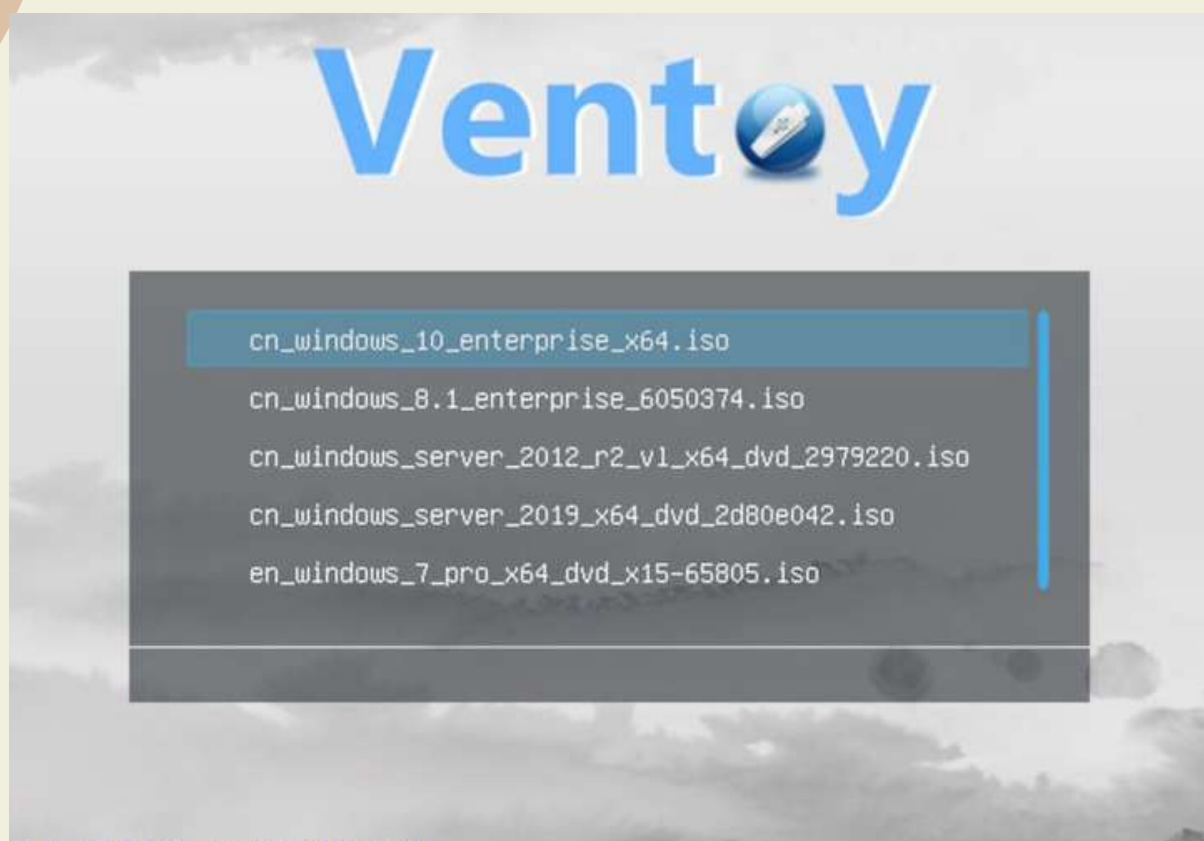 Ventoy
cn_windows_10_enterprise_x64.iso
cn_windows_8.1_enterprise_6050374.iso
cn_windows_server_2012_r2_vl_x64_dvd_2979220.iso
cn_windows_server_2019_x64_dvd_2d80e042.iso
en_windows_7_pro_x64_dvd_x15-65805.iso